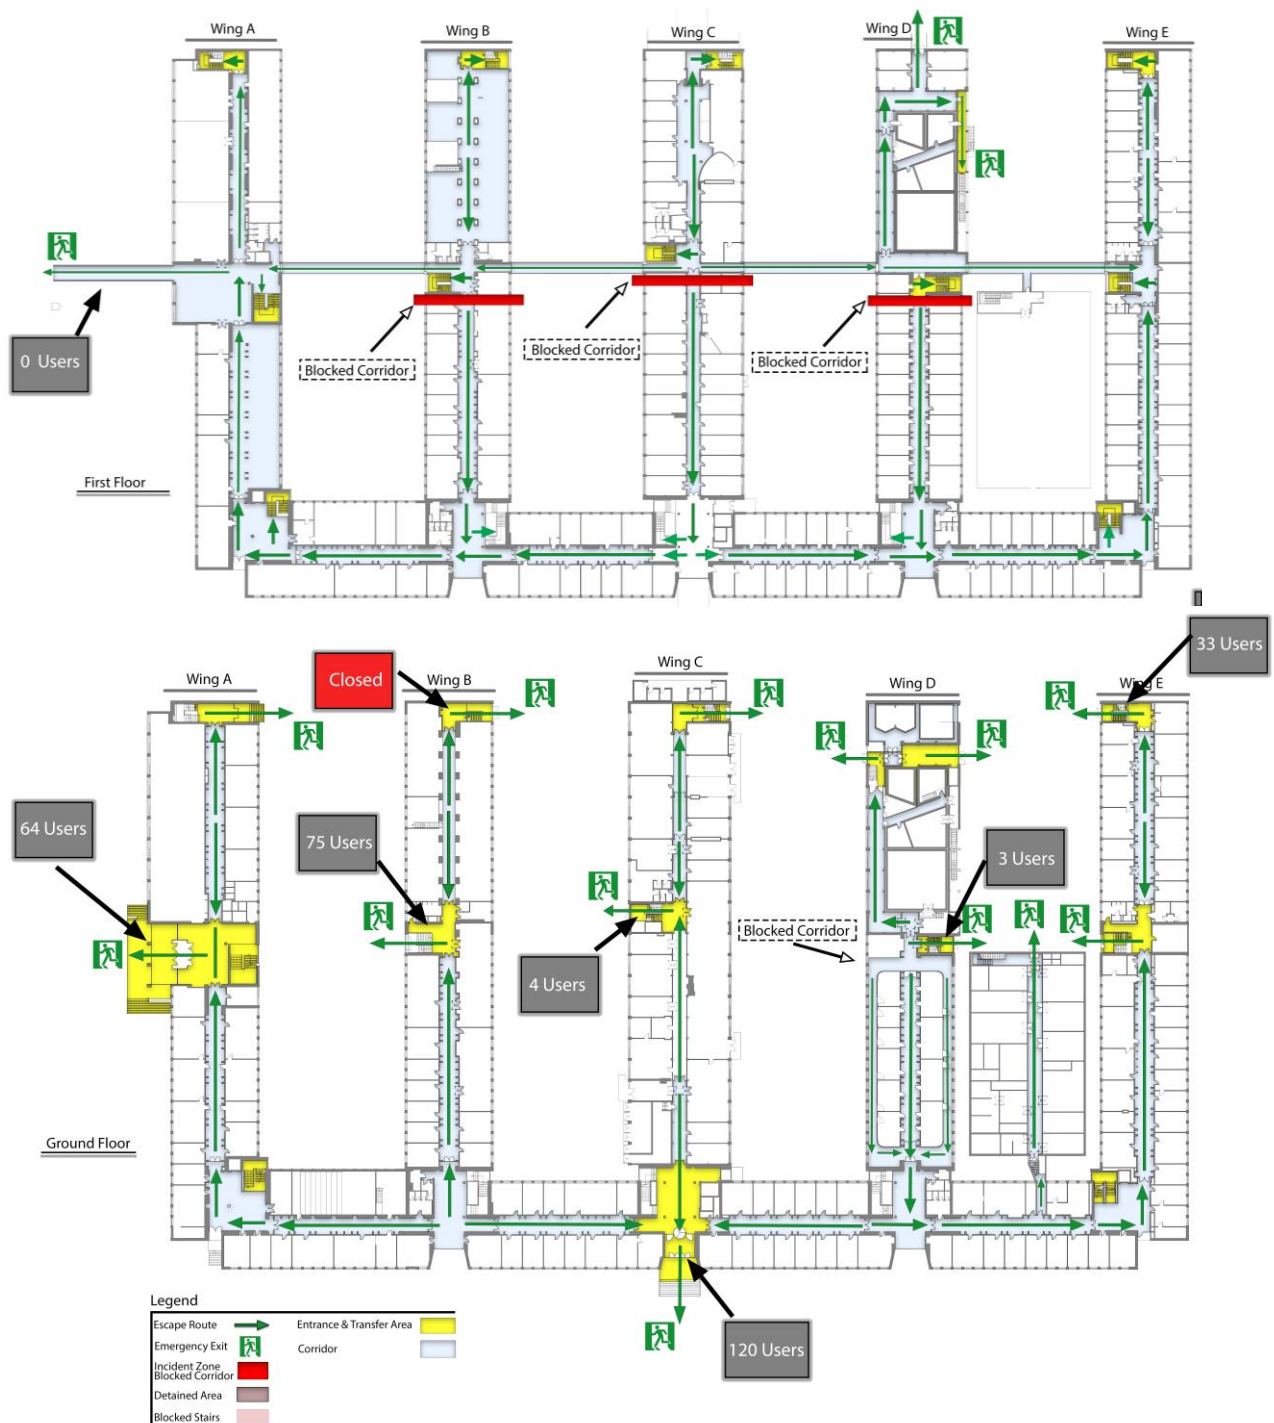 Wing A
Wing B
Wing C
Wing D
Wing E
0 Users
Blocked Corridor
Blocked Corridor
Blocked Corridor
First Floor
33 Users
Wing A
Closed
Wing B
Wing C
Wing D
Wing E
64 Users
75 Users
3 Users
Blocked Corridor
4 Users
Ground Floor
120 Users
Legend
Escape Route
Entrance & Transfer Area
Emergency Exit
Corridor
Incident Zone
Blocked Corridor
Detained Area
Blocked Stairs